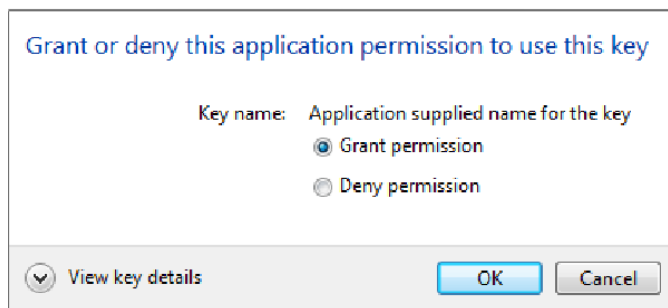 Grant or deny this application permission to use this key
Key name: Application supplied name for the key
Grant permission
Deny permission
View key details OK Cancel